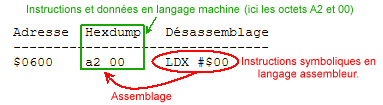 Instructions et données en langage machine (ici les octets A2 et 00)
Adresse Hexdump Désassemblage
$0600 a2 00 LDX #$00
Instructions symboliques en
langage assembleur.
Assemblage